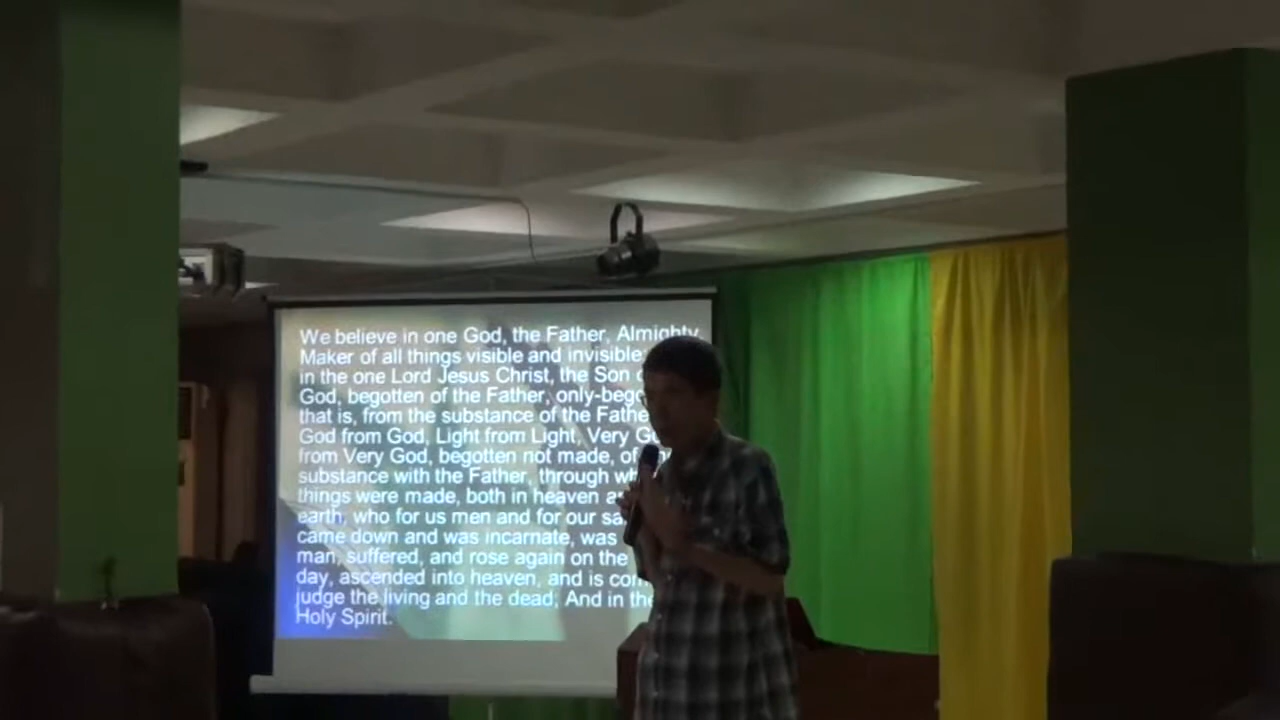 We believe in one God, the Father, Almighty,
Maker of all things visible and invisible;
in the one Lord Jesus Christ, the Son
God, begotten of the Father,
that is, from the substance of the
God from God, Light from Light, Very
from Very God, begotten not made, of
substance with the Father, through
things were made, both in heaven
earth, who for us men and for our
came down and was incarnate, was
man, suffered, and rose again on the
day, ascended into heaven, and is
judge the living and the dead; And in the
Holy Spirit.